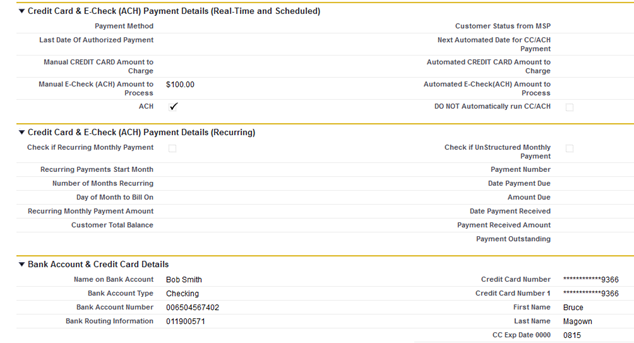 Credit Card & E-Check (ACH) Payment Details (Real-Time and Scheduled)
Payment Method
Customer Status from MSP
Last Date Of Authorized Payment
Next Automated Date for CC/ACH
Payment
Manual CREDIT CARD Amount to
Charge
Automated CREDIT CARD Amount to
Charge
Manual E-Check (ACH) Amount to
Process
$100.00
Automated E-Check(ACH) Amount to
Process
ACH
DO NOT Automatically run CC/ACH
Credit Card & E-Check (ACH) Payment Details (Recurring)
Check if Recurring Monthly Payment
Check if UnStructured Monthly
Payment
Recurring Payments Start Month
Payment Number
Number of Months Recurring
Date Payment Due
Day of Month to Bill On
Amount Due
Recurring Monthly Payment Amount
Date Payment Received
Customer Total Balance
Payment Received Amount
Payment Outstanding
Bank Account & Credit Card Details
Name on Bank Account Bob Smith
Credit Card Number ************9366
Bank Account Type Checking
Credit Card Number 1 ************9366
Bank Account Number 006504567402
First Name Bruce
Bank Routing Information 011900571
Last Name Magown
CC Exp Date 0000 0815